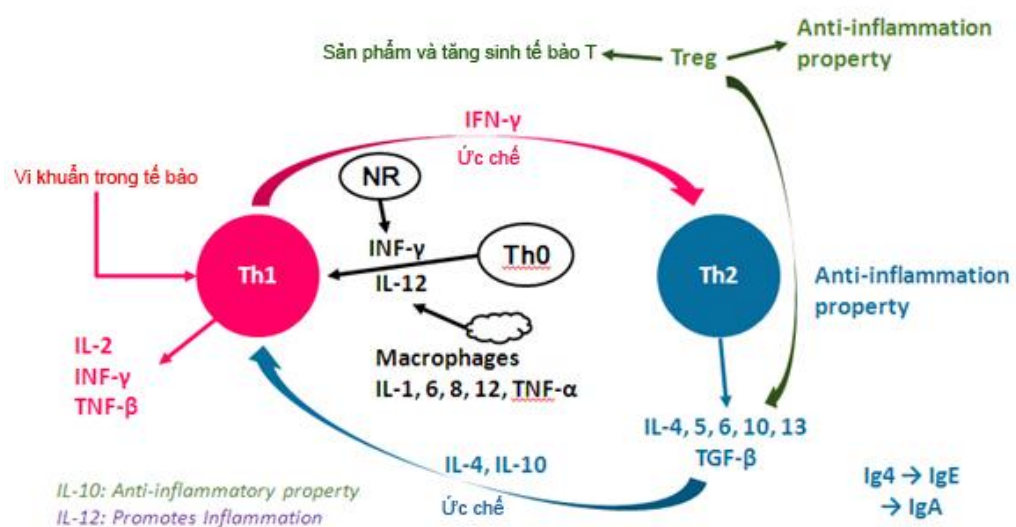 Anti-inflammation
property
Sản phẩm và tăng sinh tế bào T
Treg
IFN-γ
Ức chế
Vi khuẩn trong tế bào
NR
Th1
INF-γ
IL-12
Th0
Th2
Anti-inflammation
property
IL-2
INF-γ
TNF-β
Macrophages
IL-1, 6, 8, 12, TNF-α
IL-4, 5, 6, 10, 13
TGF-β
IL-4, IL-10
Ức chế
Ig4 → IgE
→ IgA
IL-10: Anti-inflammatory property
IL-12: Promotes Inflammation